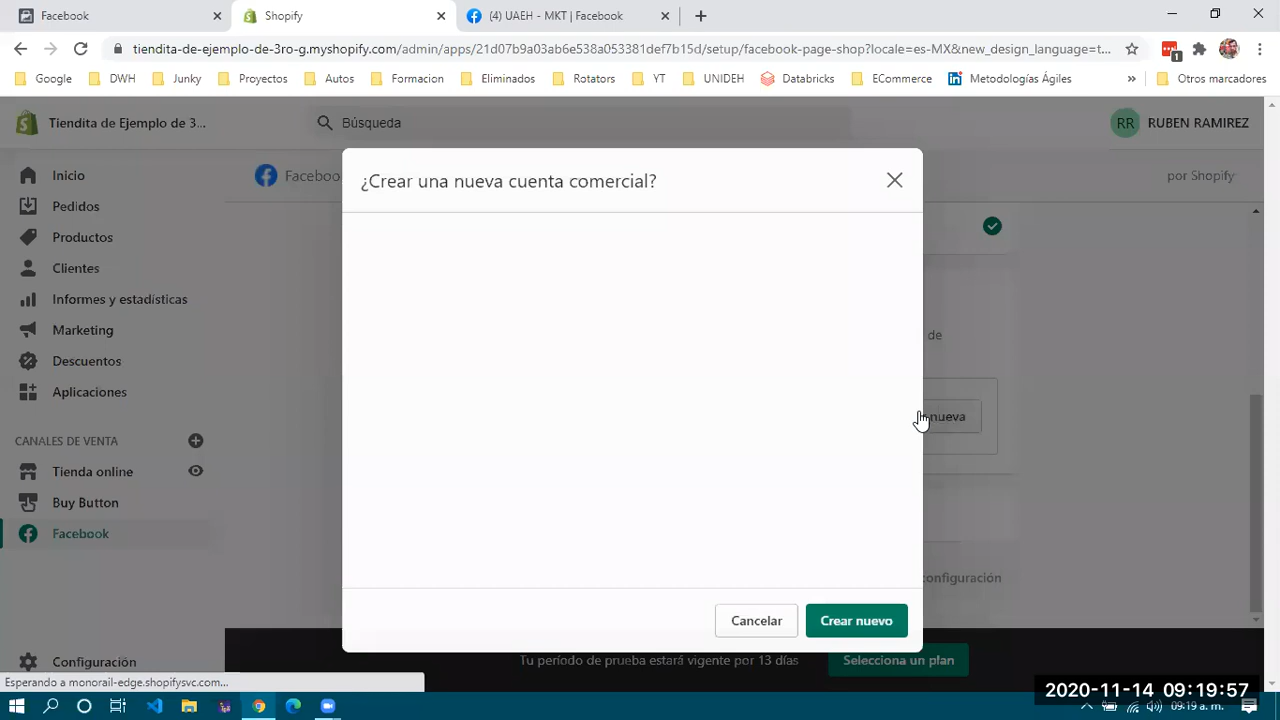 Facebook
Shopify
(4) UAEH - MKT | Facebook
tiendita-de-ejemplo-de-3ro-g.myshopify.com/admin/apps/21d07b9a03ab6e538a053381def7b15d/setup/facebook-page-shop?locale=es-MX&new_design_language=t...
1
Google
DWH
Junky
Proyectos
Autos
Formacion
Eliminados
Rotators
YT
UNIDEH
Databricks
ECommerce
Metodologías Ágiles
»
Otros marcadores
Tiendita de Ejemplo de 3...
Búsqueda
RR
RUBEN RAMIREZ
Inicio
Pedidos
Productos
Clientes
Informes y estadísticas
Marketing
Descuentos
Aplicaciones
CANALES DE VENTA
Tienda online
Buy Button
Facebook
Configuración
Faceboo
por Shopify
¿Crear una nueva cuenta comercial?
de
nueva
configuración
Cancelar
Crear nuevo
Tu período de prueba estará vigente por 13 días
Selecciona un plan
Esperando a monorail-edge.shopifysvc.com...
2020-11-14 09:19:57
09:19 a. m.